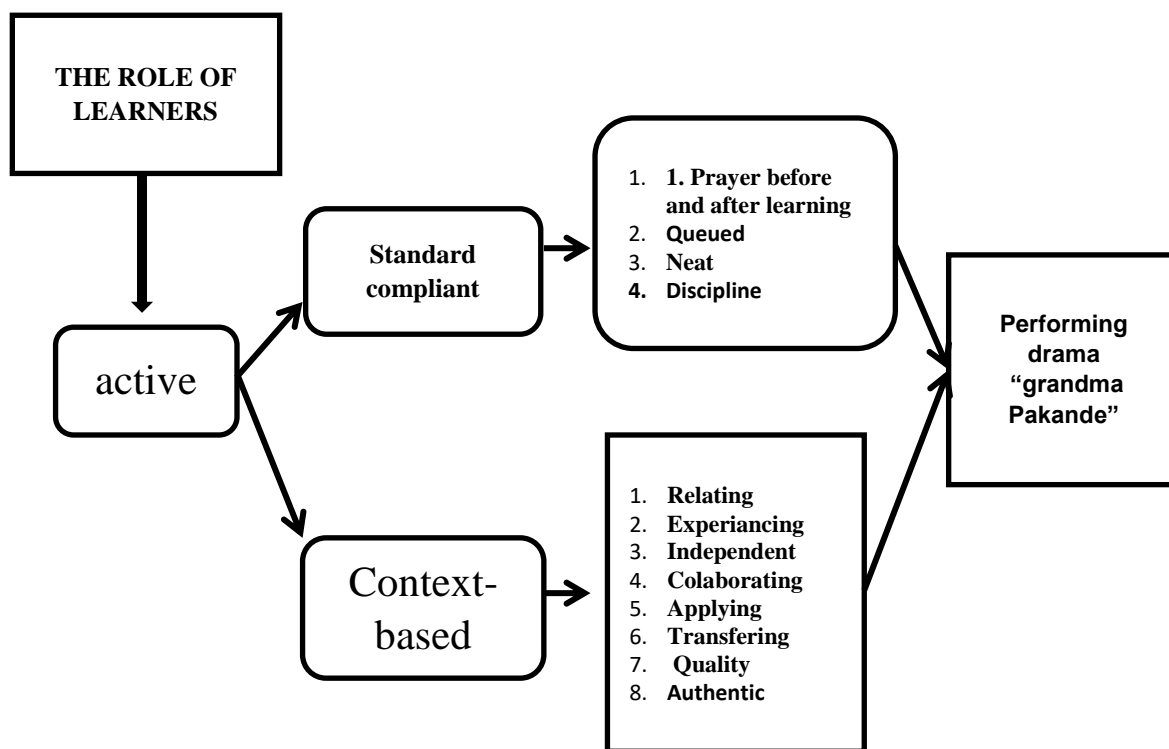 THE ROLE OF
LEARNERS
active
Standard
compliant
1. 1. Prayer before
and after learning
2. Queued
3. Neat
4. Discipline
Context-
based
1. Relating
2. Experiancing
3. Independent
4. Colaborating
5. Applying
6. Transfering
7. Quality
8. Authentic
Performing
drama
“grandma
Pakande”